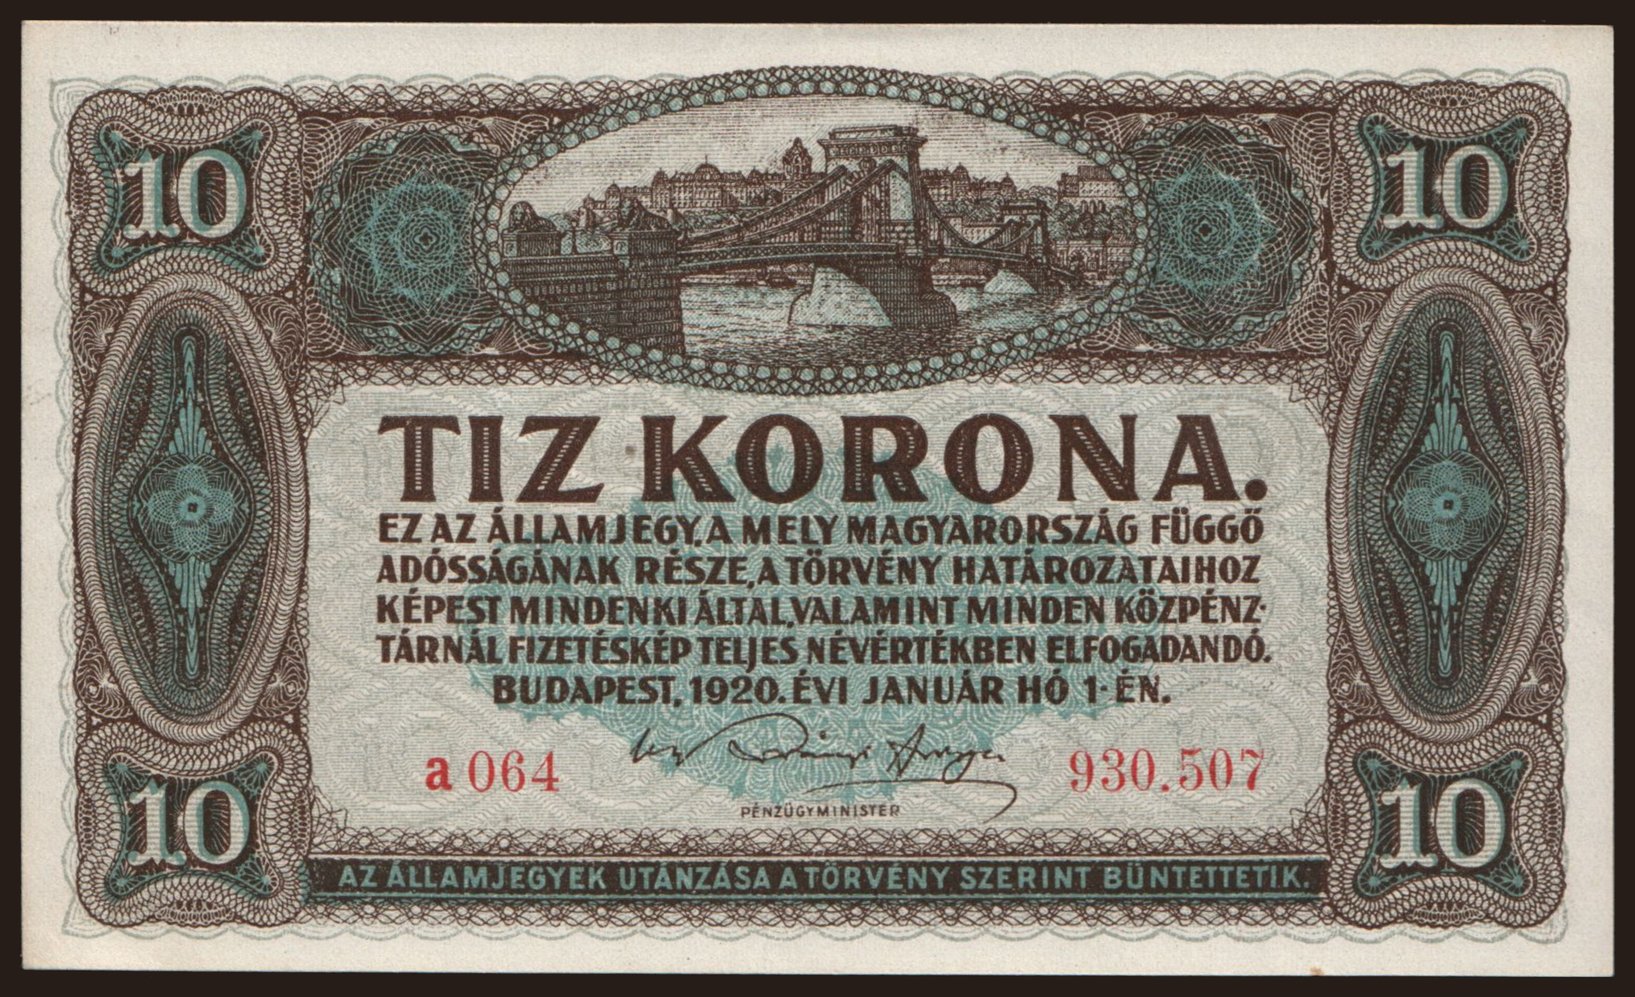 10 10
TIZ KORONA.
EZ AZ ÁLLAMJEGY, A MELY MAGYARORSZÁG FÜGGŐ
ADÓSSÁGÁNAK RÉSZE, A TÖRVÉNY HATÁROZATAIHOZ
KÉPEST MINDENKI ÁLTAL, VALAMINT MINDEN KÖZPÉNZ-
TÁRNÁL FIZETÉSKÉP TELJES NÉVÉRTÉKBEN ELFOGADANDÓ.
BUDAPEST, 1920. ÉVI JANUÁR HÓ 1-ÉN.
a 064 930.507
PÉNZÜGYMINISTER
10 10
AZ ÁLLAMJEGYEK UTÁNZÁSA A TÖRVÉNY SZERINT BÜNTETTETIK.